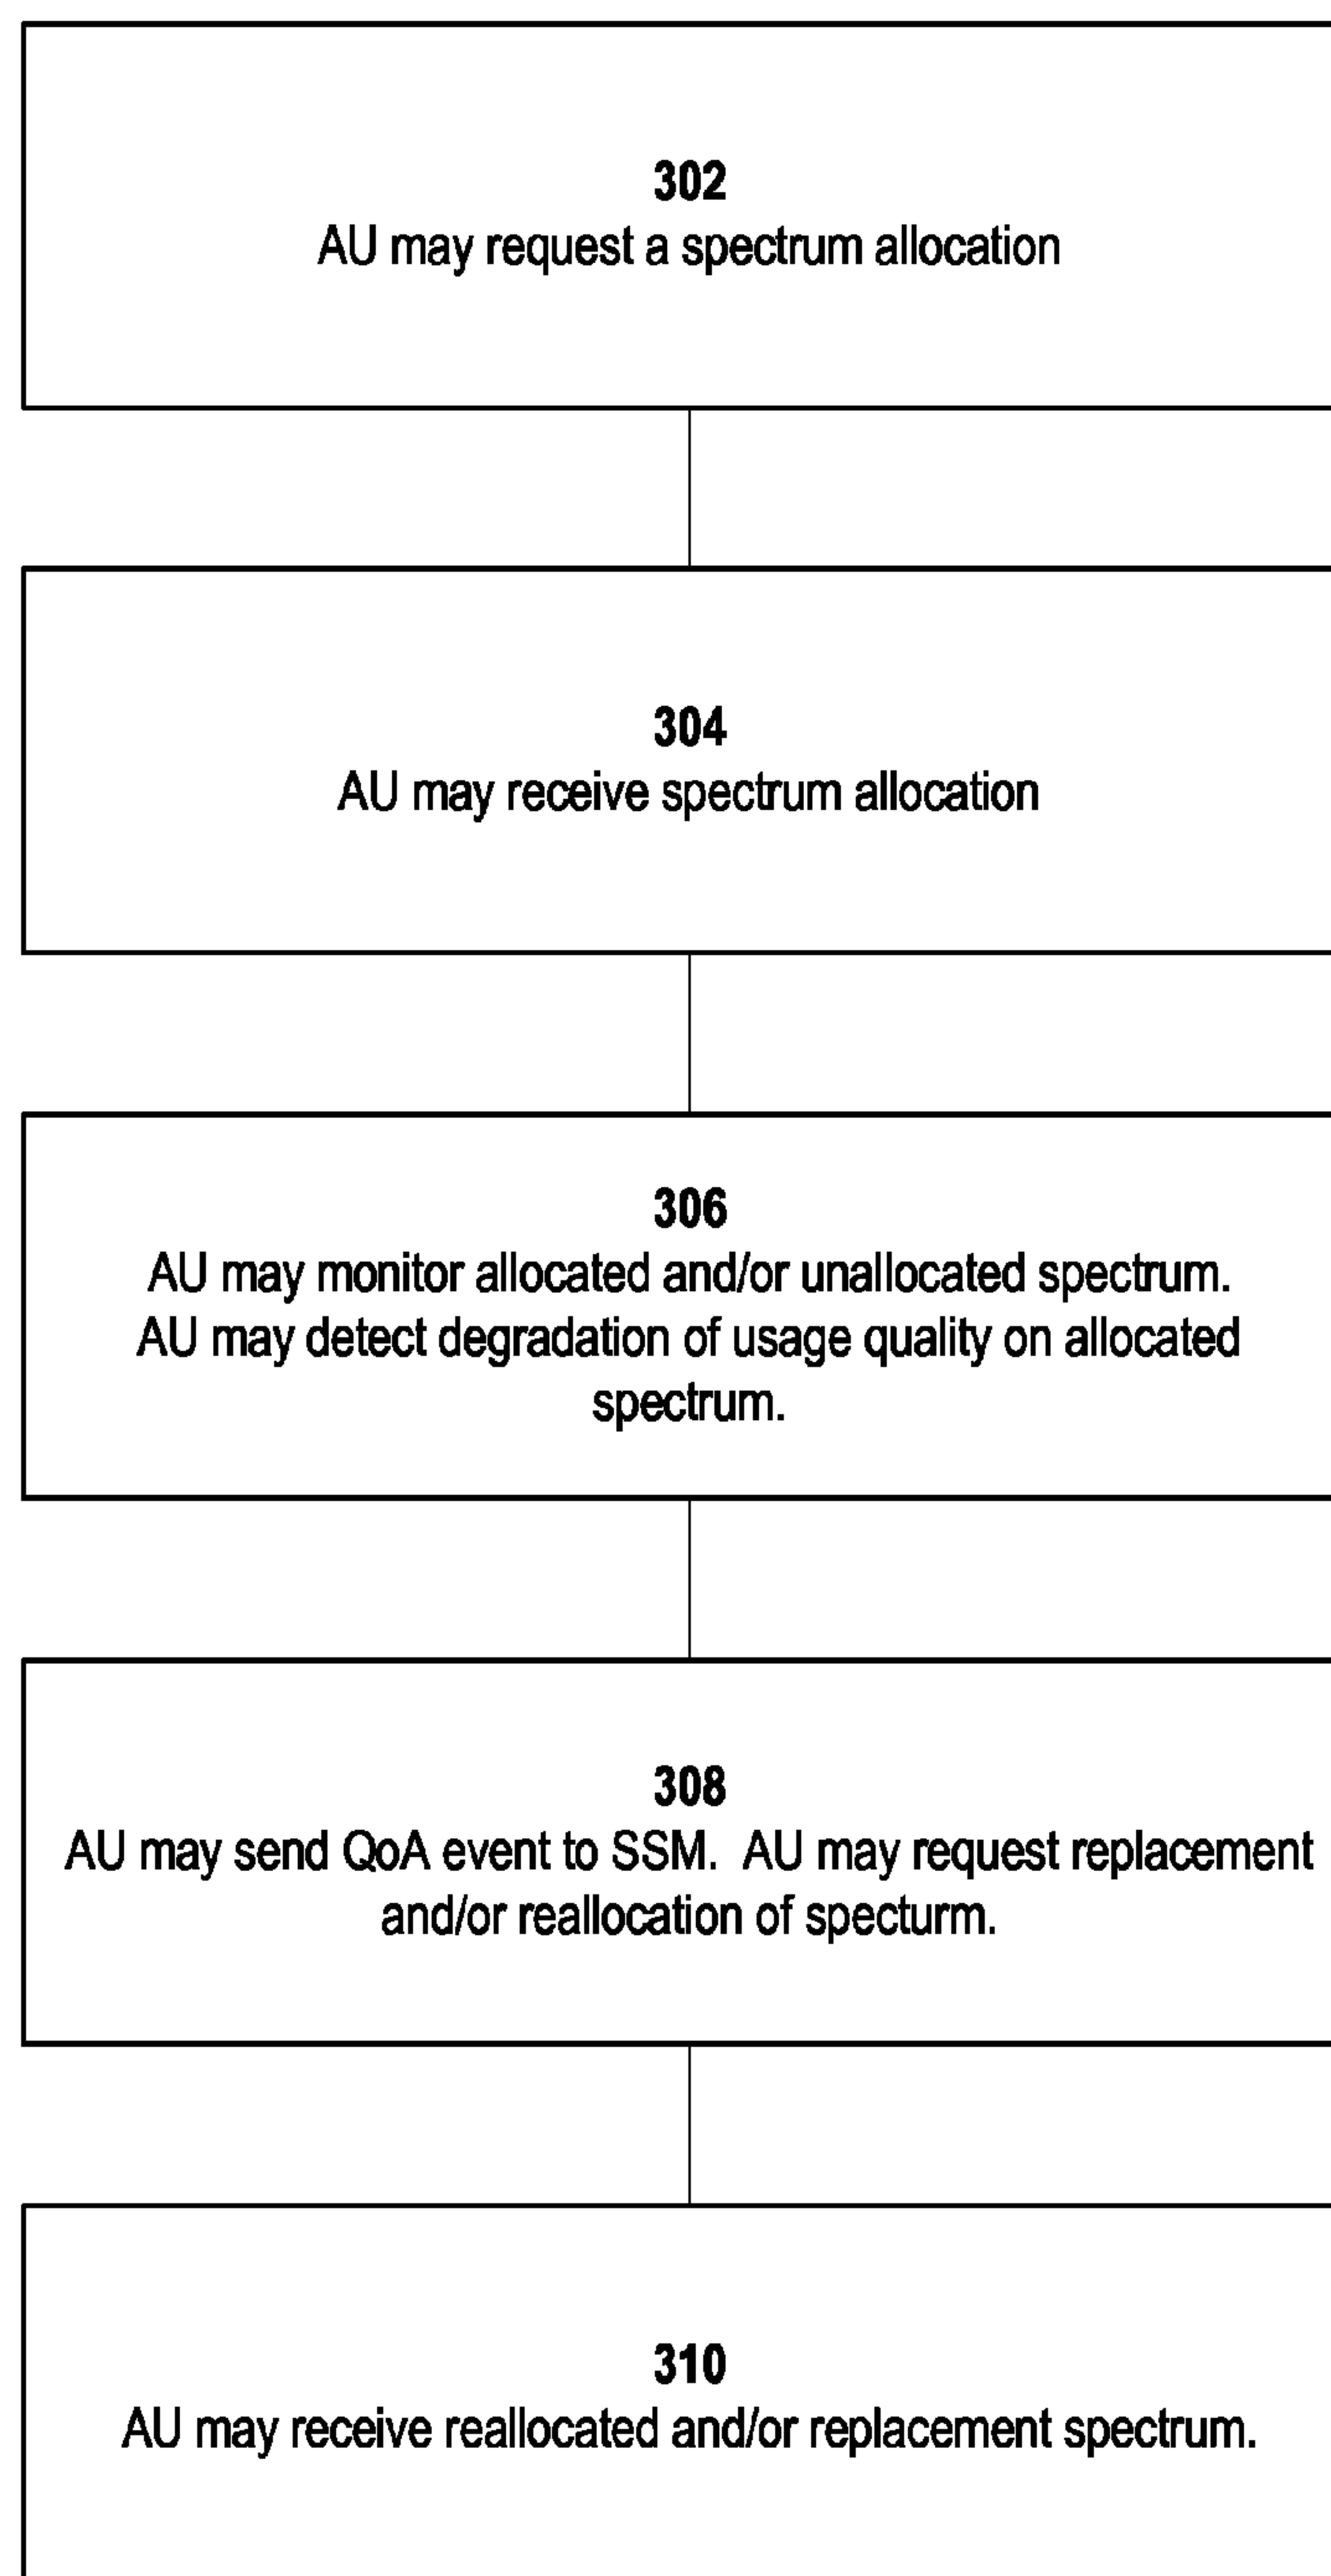 302
AU may request a spectrum allocation
304
AU may receive spectrum allocation
306
AU may monitor allocated and/or unallocated spectrum.
AU may detect degradation of usage quality on allocated
spectrum.
308
AU may send QoA event to SSM.  AU may request replacement
and/or reallocation of specturm.
310
AU may receive reallocated and/or replacement spectrum.